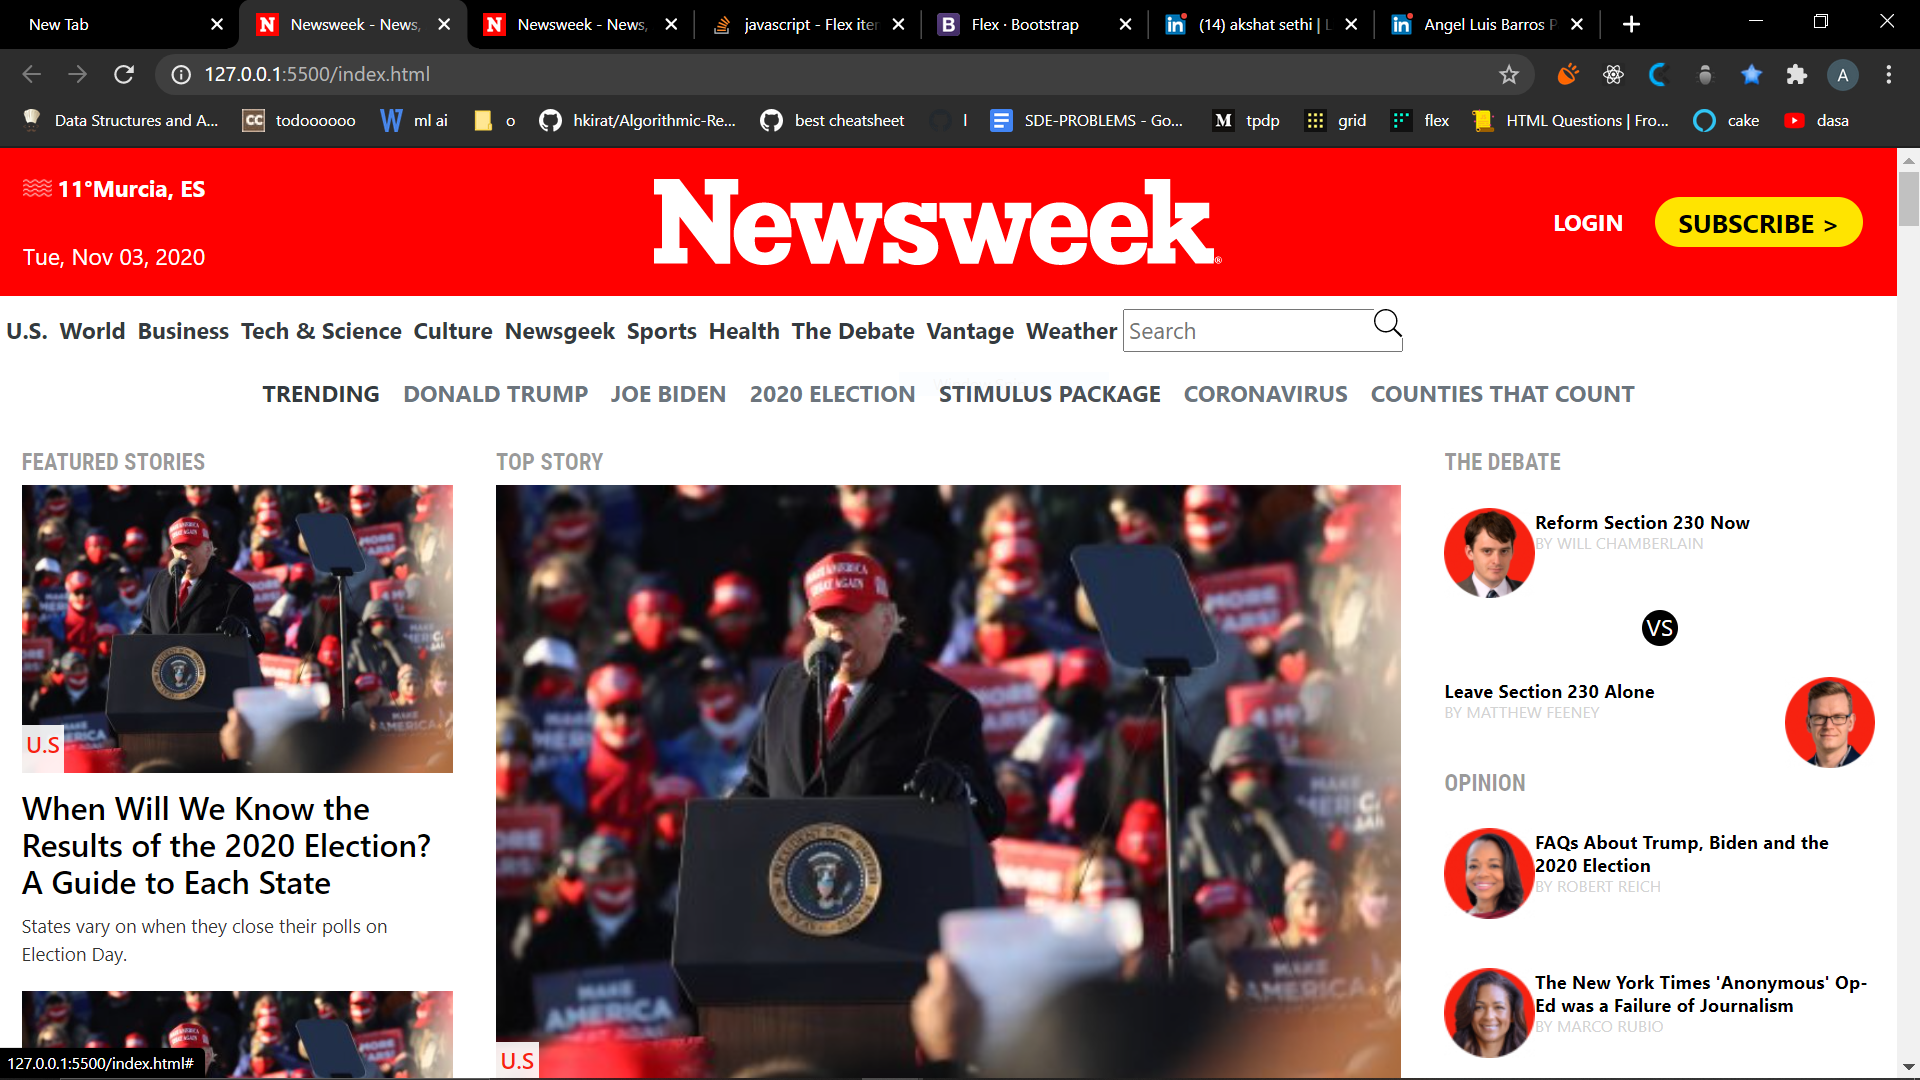 New Tab
Newsweek - News,
Newsweek - News,
javascript - Flex iter
Flex · Bootstrap
(14) akshat sethi | L
Angel Luis Barros P
127.0.0.1:5500/index.html
A
Data Structures and A...
todoooooo
ml ai
o
hkirat/Algorithmic-Re...
best cheatsheet
l
SDE-PROBLEMS - Go...
tpdp
grid
flex
HTML Questions | Fro...
cake
dasa
11°Murcia, ES
Tue, Nov 03, 2020
Newsweek
LOGIN
SUBSCRIBE >
U.S. World Business Tech & Science Culture Newsgeek Sports Health The Debate Vantage Weather Search
TRENDING DONALD TRUMP JOE BIDEN 2020 ELECTION STIMULUS PACKAGE CORONAVIRUS COUNTIES THAT COUNT
FEATURED STORIES
U.S
When Will We Know the
Results of the 2020 Election?
A Guide to Each State
States vary on when they close their polls on
Election Day.
TOP STORY
MAKE AMERICA
GREAT AGAIN
MORE
MAKE
AMERICA
U.S
THE DEBATE
Reform Section 230 Now
BY WILL CHAMBERLAIN
VS
Leave Section 230 Alone
BY MATTHEW FEENEY
OPINION
FAQs About Trump, Biden and the
2020 Election
BY ROBERT REICH
The New York Times 'Anonymous' Op-
Ed was a Failure of Journalism
BY MARCO RUBIO
127.0.0.1:5500/index.html#